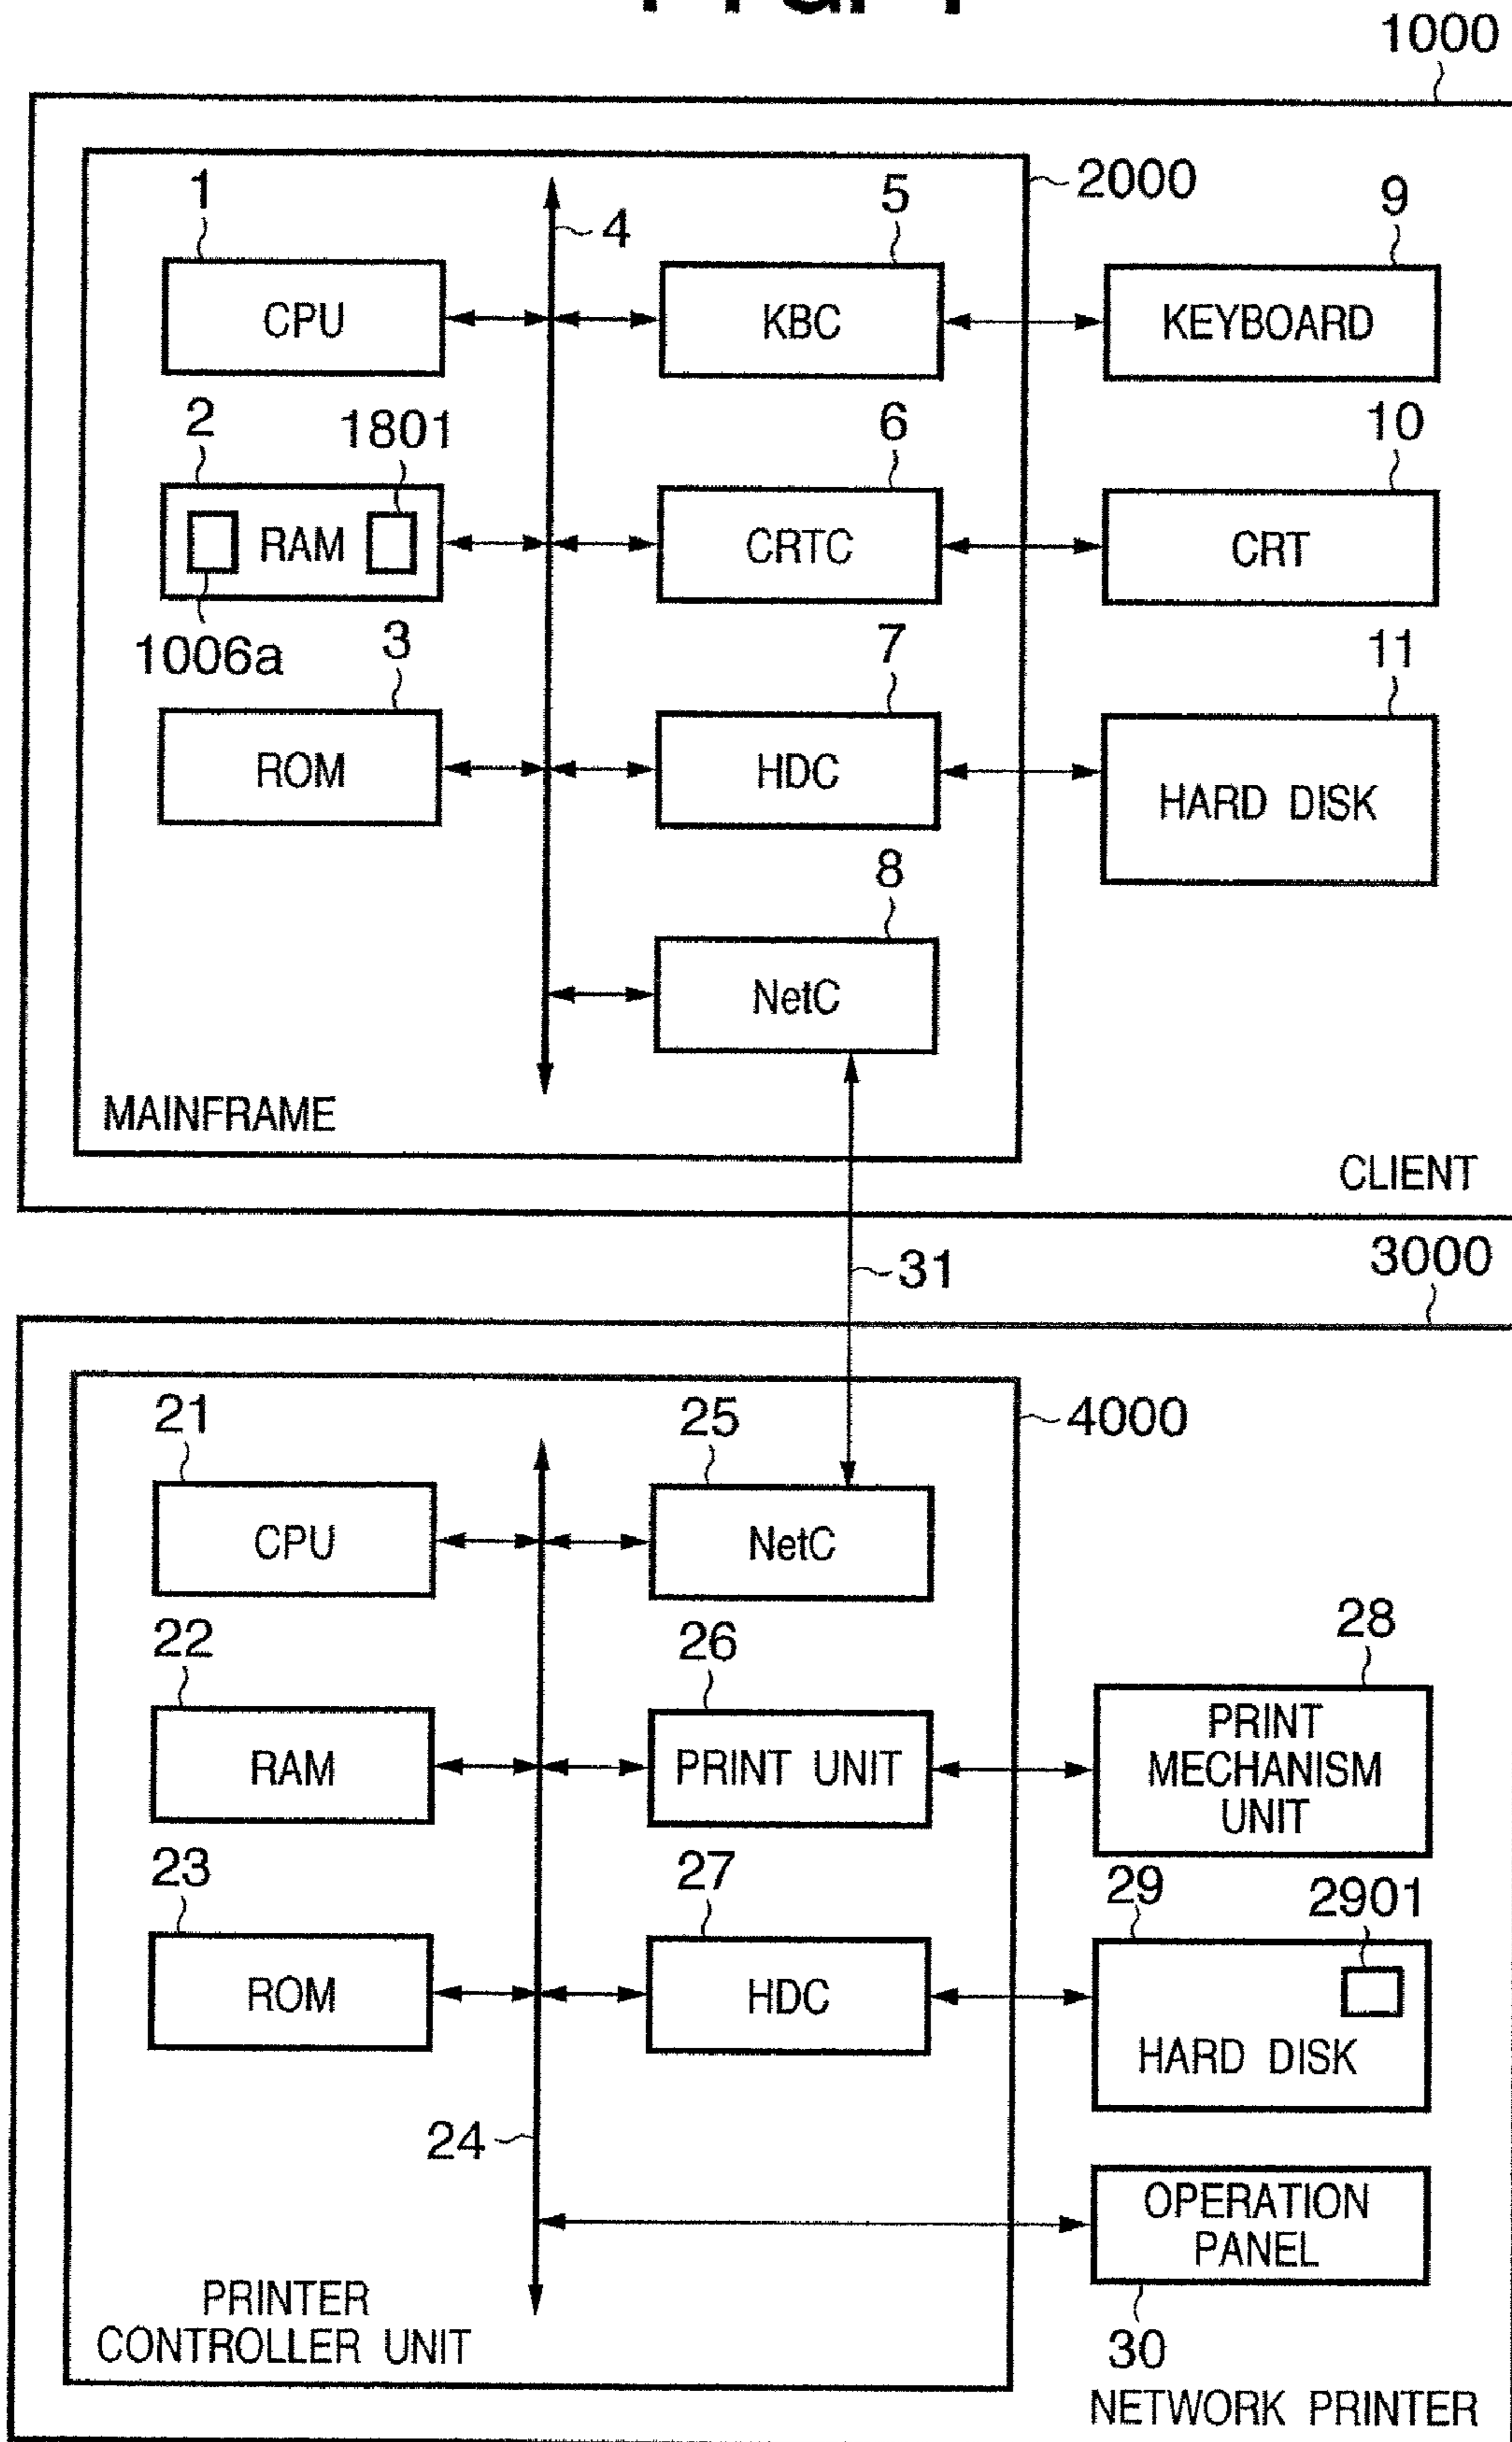 1000
2000
1
4
5
9
CPU
KBC
KEYBOARD
2
1801
6
10
RAM
CRTC
CRT
1006a
3
7
11
ROM
HDC
HARD DISK
8
NetC
MAINFRAME
CLIENT
31
3000
21
25
4000
CPU
NetC
22
26
28
RAM
PRINT UNIT
PRINT
MECHANISM
UNIT
23
27
29
2901
ROM
HDC
HARD DISK
24
OPERATION
PANEL
PRINTER
CONTROLLER UNIT
30
NETWORK PRINTER